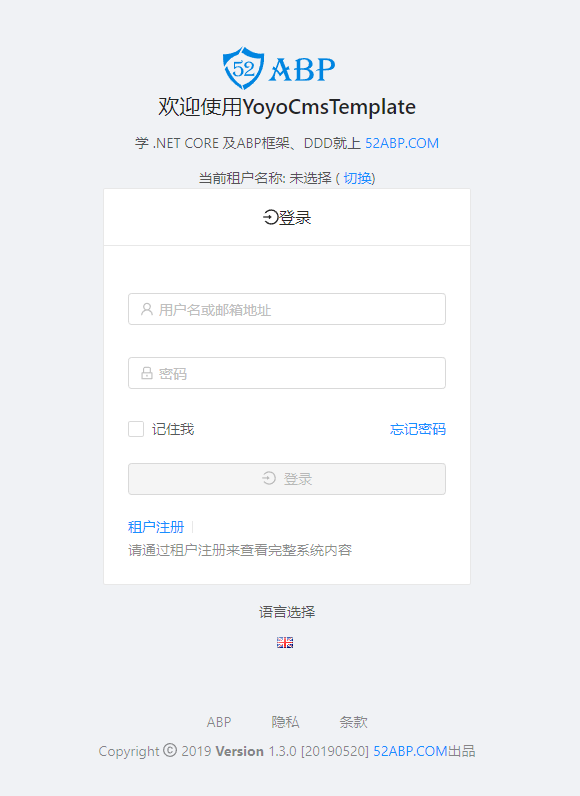 52 ABP
欢迎使用YoyoCmsTemplate
学 .NET CORE 及ABP框架、DDD就上 52ABP.COM
当前租户名称: 未选择 ( 切换)
登录
用户名或邮箱地址
密码
记住我 忘记密码
登录
租户注册
请通过租户注册来查看完整系统内容
语言选择
ABP 隐私 条款
Copyright © 2019 Version 1.3.0 [20190520] 52ABP.COM出品